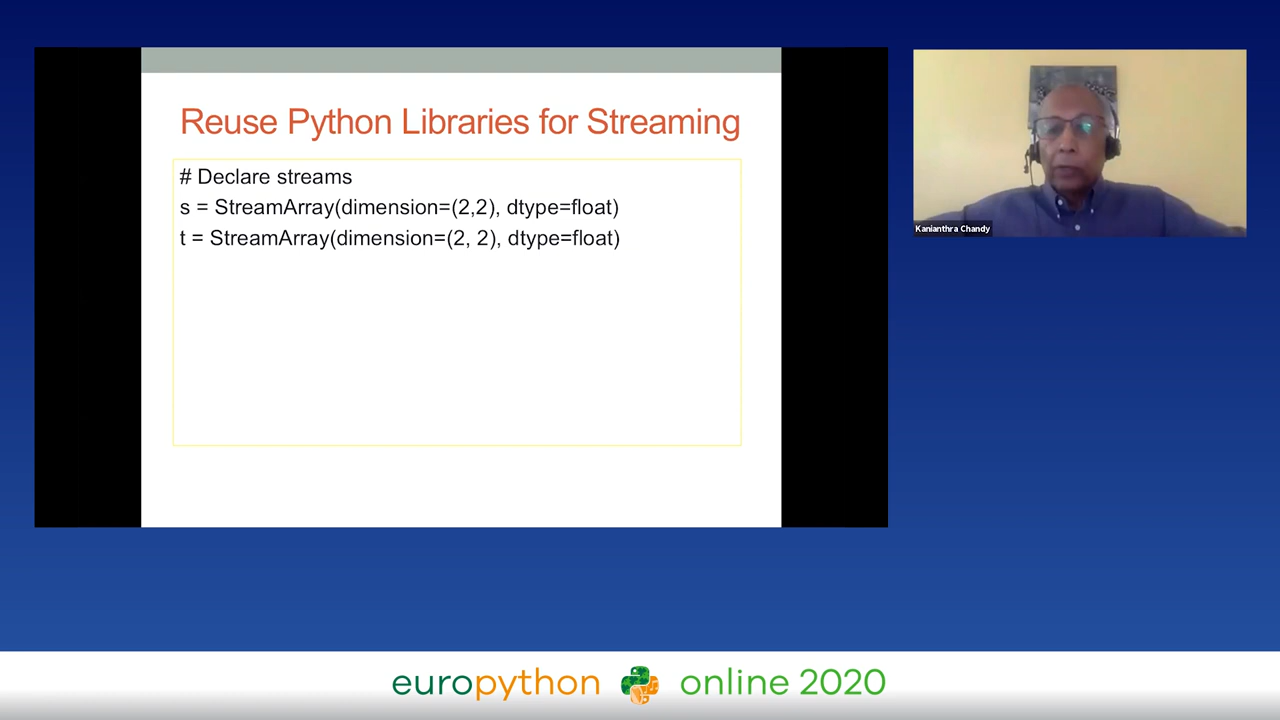 Reuse Python Libraries for Streaming
# Declare streams
s = StreamArray(dimension=(2,2), dtype=float)
t = StreamArray(dimension=(2, 2), dtype=float)
Kanianthra Chandy
europython online 2020